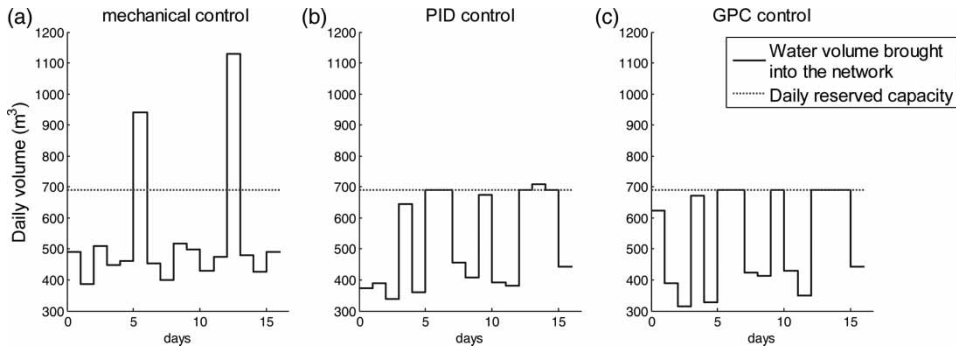 (a) mechanical control
Daily volume (m³)
1200
1100
1000
900
800
700
600
500
400
300
0 5 10 15
days
(b) PID control
1200
1100
1000
900
800
700
600
500
400
300
0 5 10 15
days
(c) GPC control
1200
1100
1000
900
800
700
600
500
400
300
0 5 10 15
days
Water volume brought
into the network
Daily reserved capacity